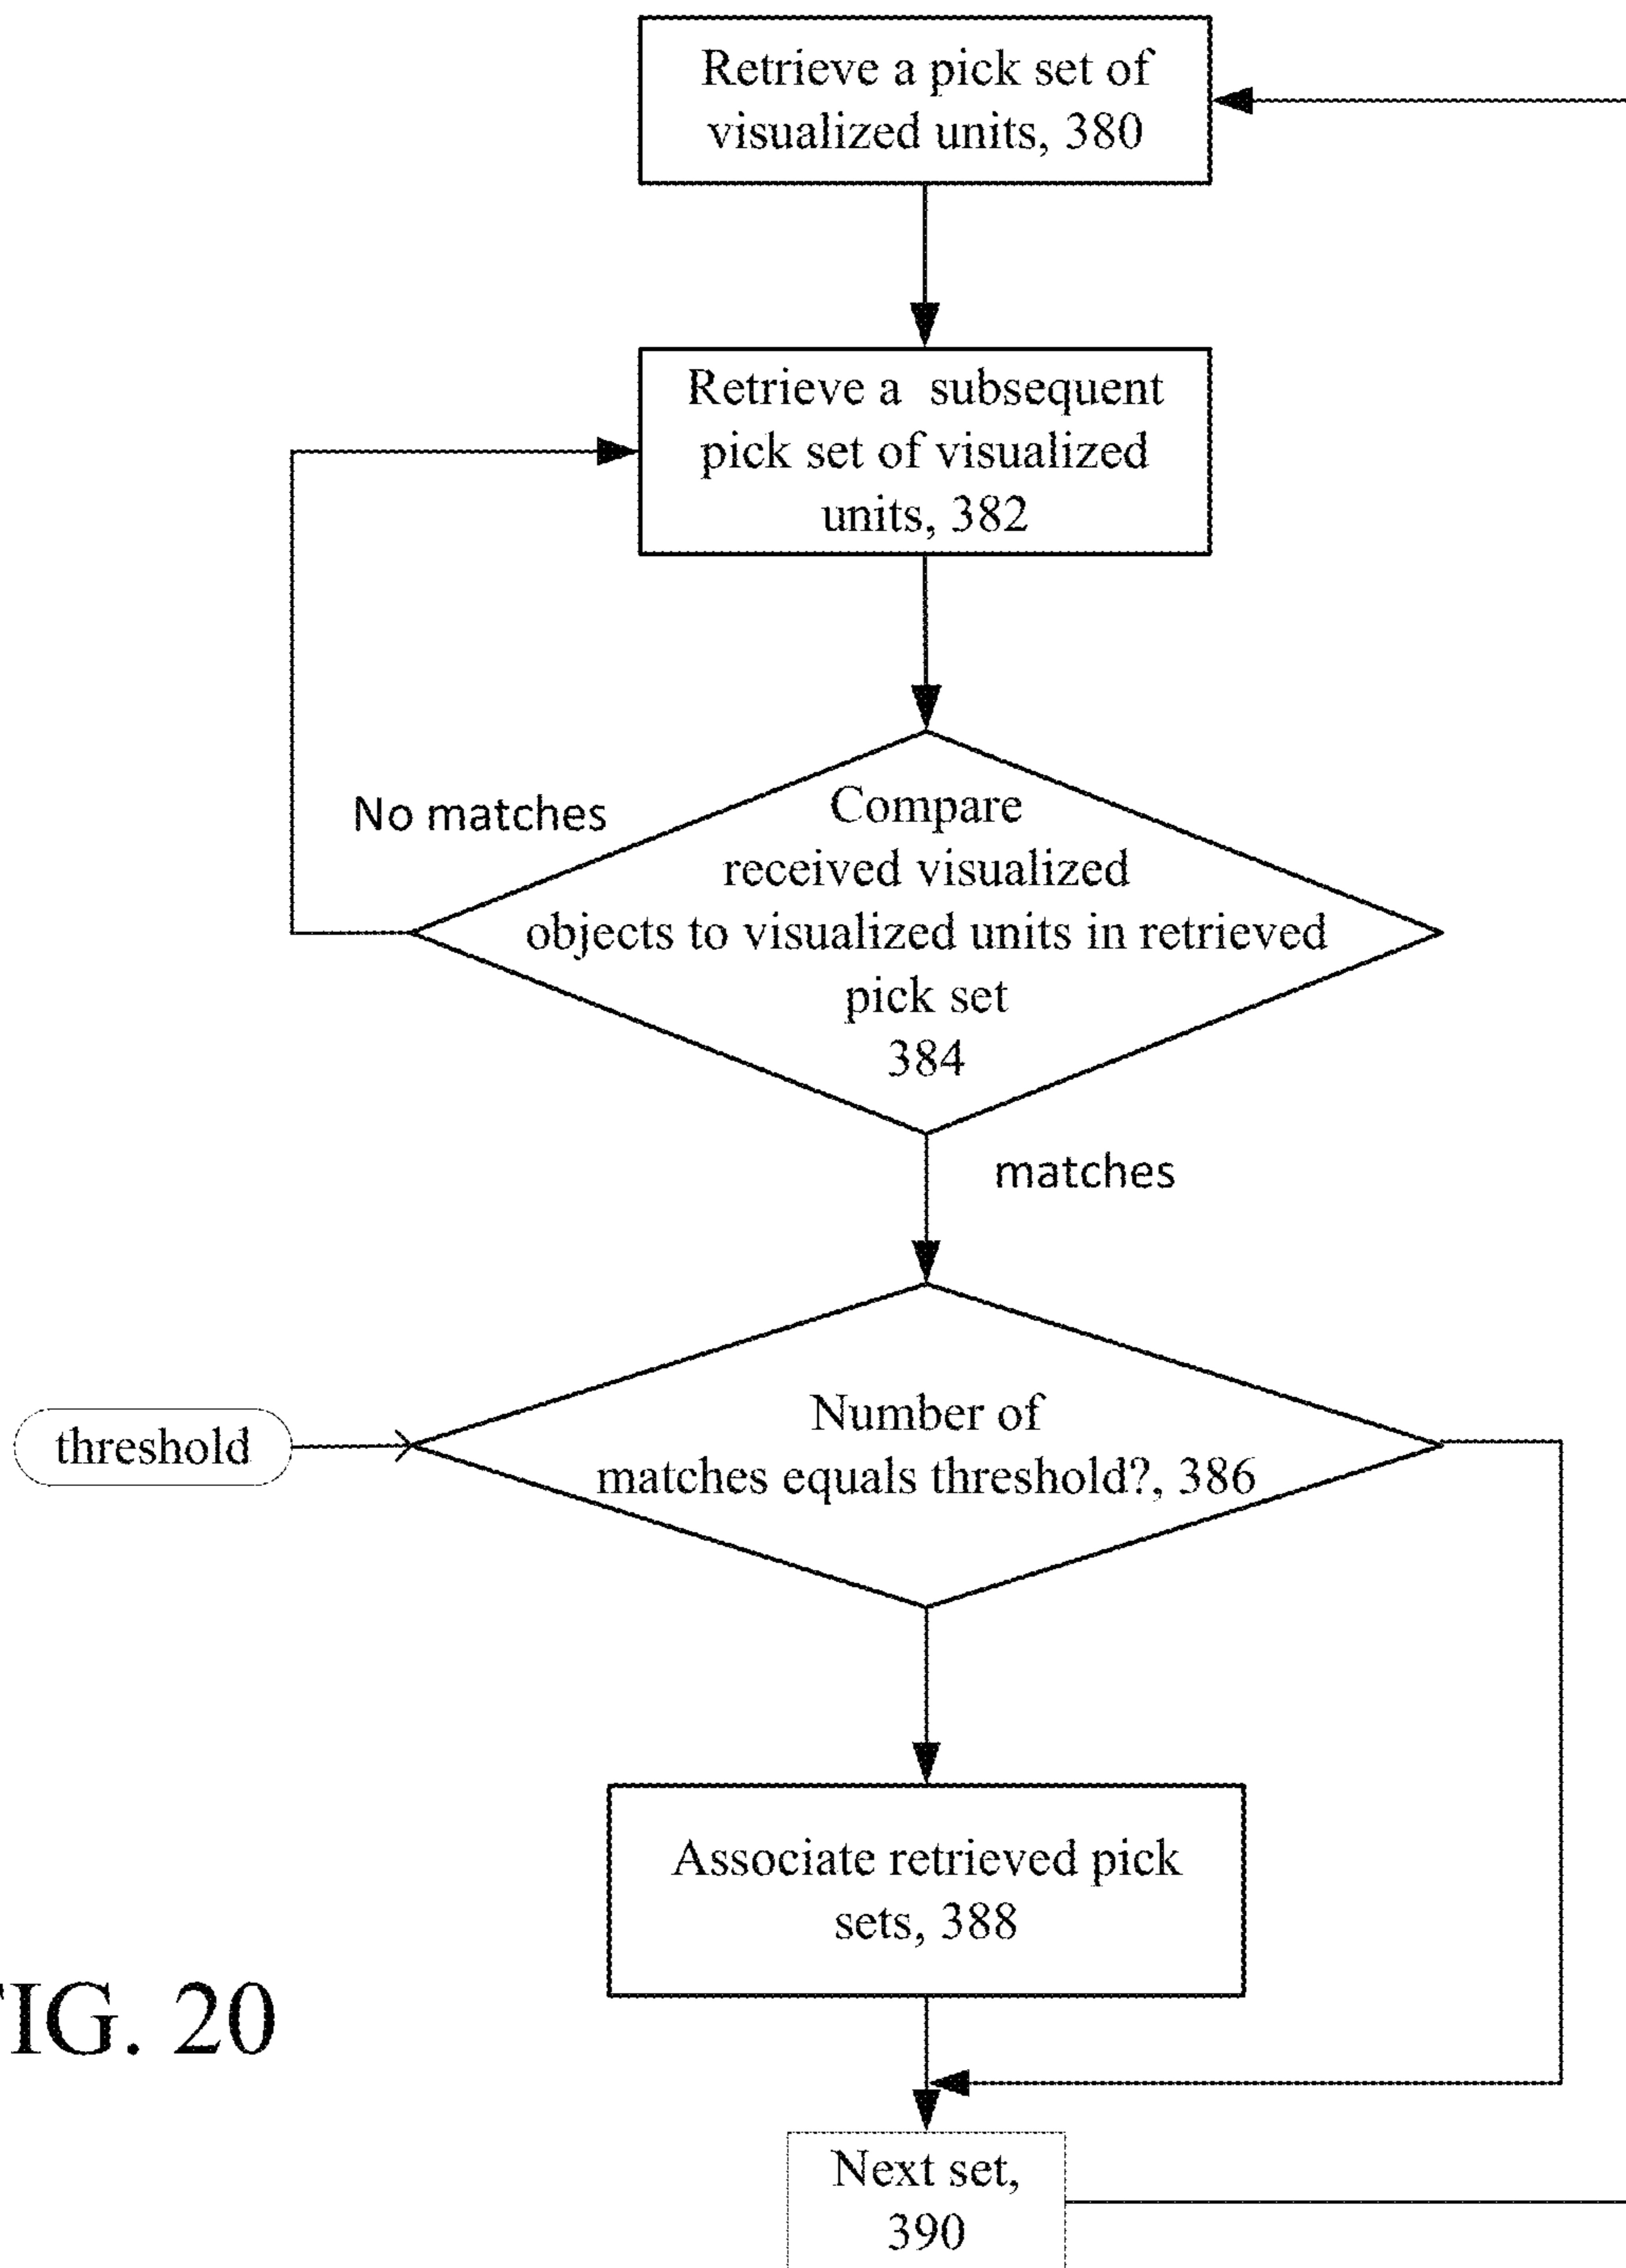 Retrieve a pick set of
visualized units, 380
Retrieve a subsequent
pick set of visualized
units, 382
No matches
Compare
received visualized
objects to visualized units in retrieved
pick set
384
matches
threshold
Number of
matches equals threshold?, 386
Associate retrieved pick
sets, 388
IG. 20
Next set,
390